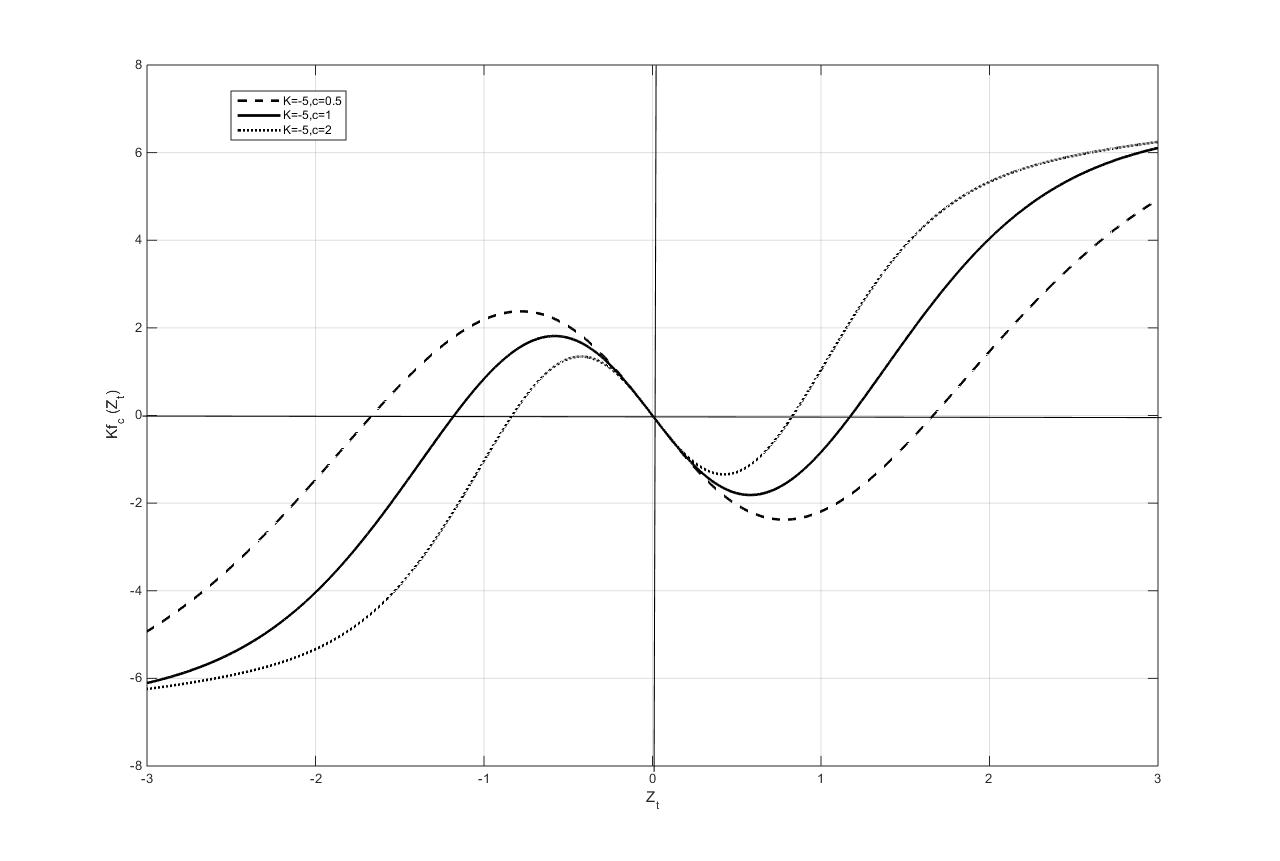 8
K=-5,c=0.5
K=-5,c=1
K=-5,c=2
6
4
2
Kf_c (Z_t)
0
-2
-4
-6
-8
-3 -2 -1 0 1 2 3
Z_t